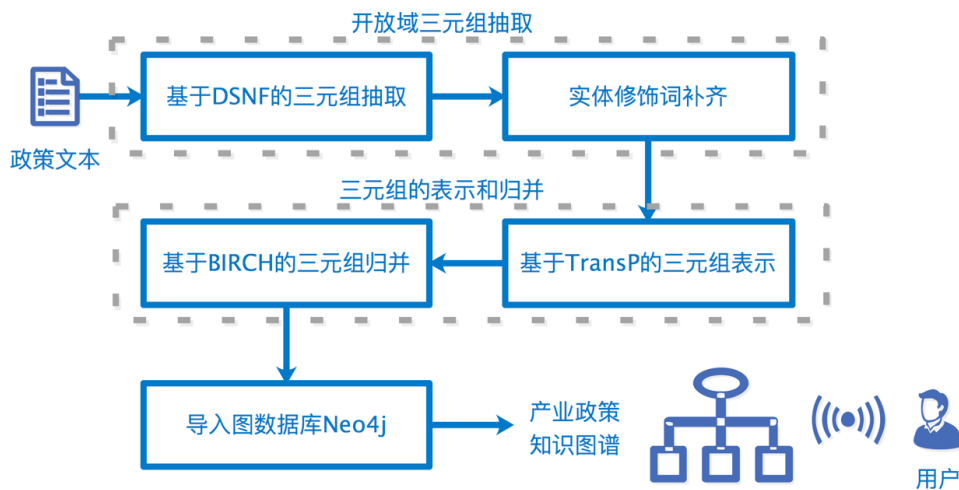 开放域三元组抽取
基于DSNF的三元组抽取
实体修饰词补齐
政策文本
三元组的表示和归并
基于BIRCH的三元组归并
基于TransP的三元组表示
导入图数据库Neo4j
产业政策
知识图谱
用户